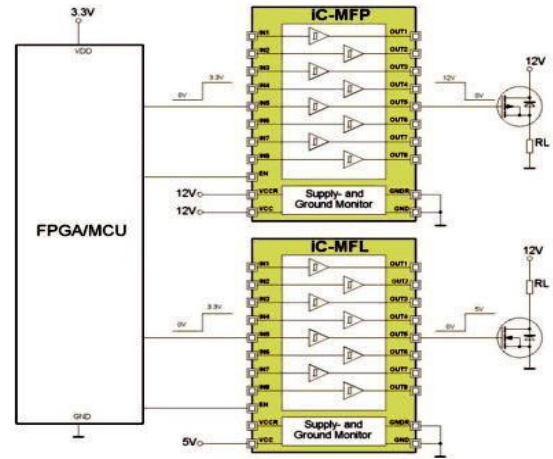 3.3V
VDD
FPGA/MCU
GND
iC-MFP
IN1 OUT1
IN2 OUT2
IN3 OUT3
IN4 OUT4
IN5 OUT5
IN6 OUT6
IN7 OUT7
IN8 OUT8
EN
12V VCCR GNDR
12V VCC GND
Supply- and
Ground Monitor
0V 3.3V
12V 0V
12V
RL
iC-MFL
IN1 OUT1
IN2 OUT2
IN3 OUT3
IN4 OUT4
IN5 OUT5
IN6 OUT6
IN7 OUT7
IN8 OUT8
EN
VCCR GNDR
5V VCC GND
Supply- and
Ground Monitor
0V 3.3V
0V 5V
12V
RL